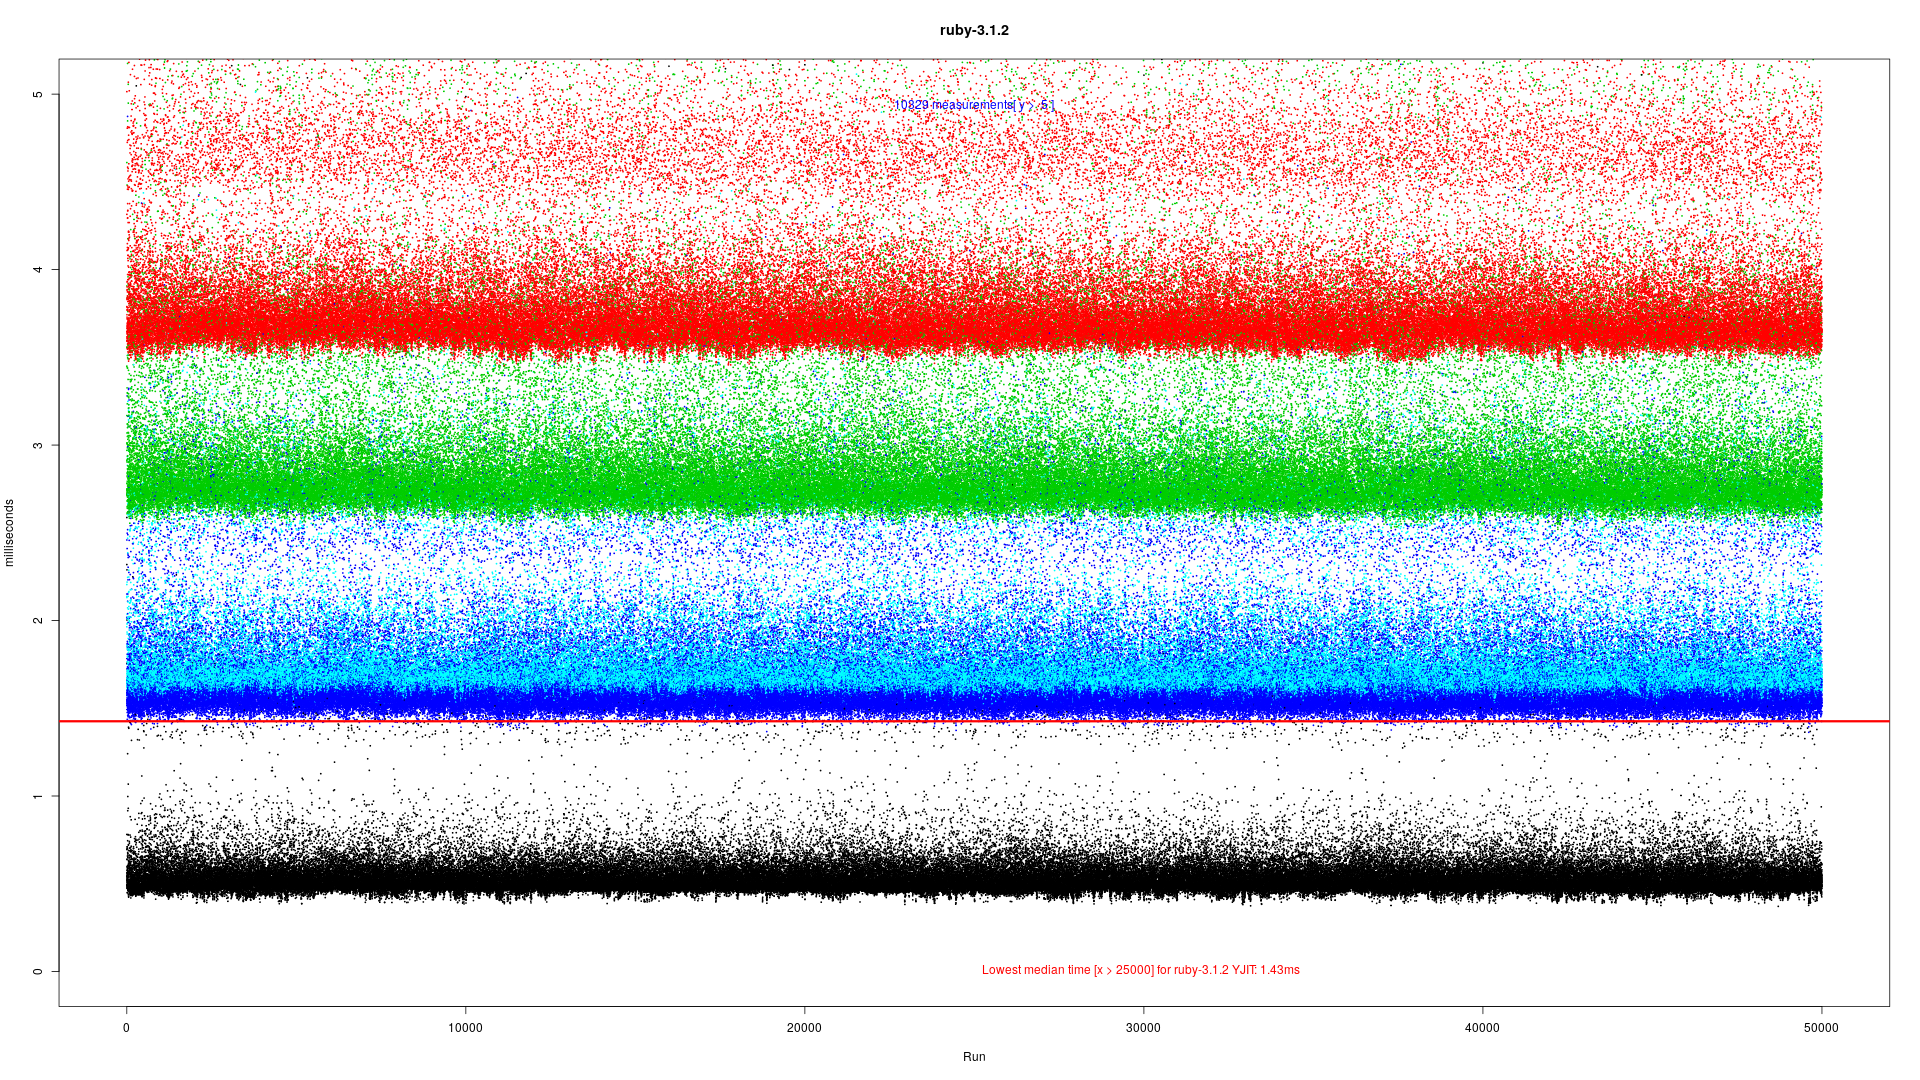 ruby-3.1.2
10829 measurements[ y > 5 ]
milliseconds
5
4
3
2
1
0
Lowest median time [x > 25000] for ruby-3.1.2 YJIT: 1.43ms
0 10000 20000 30000 40000 50000
Run